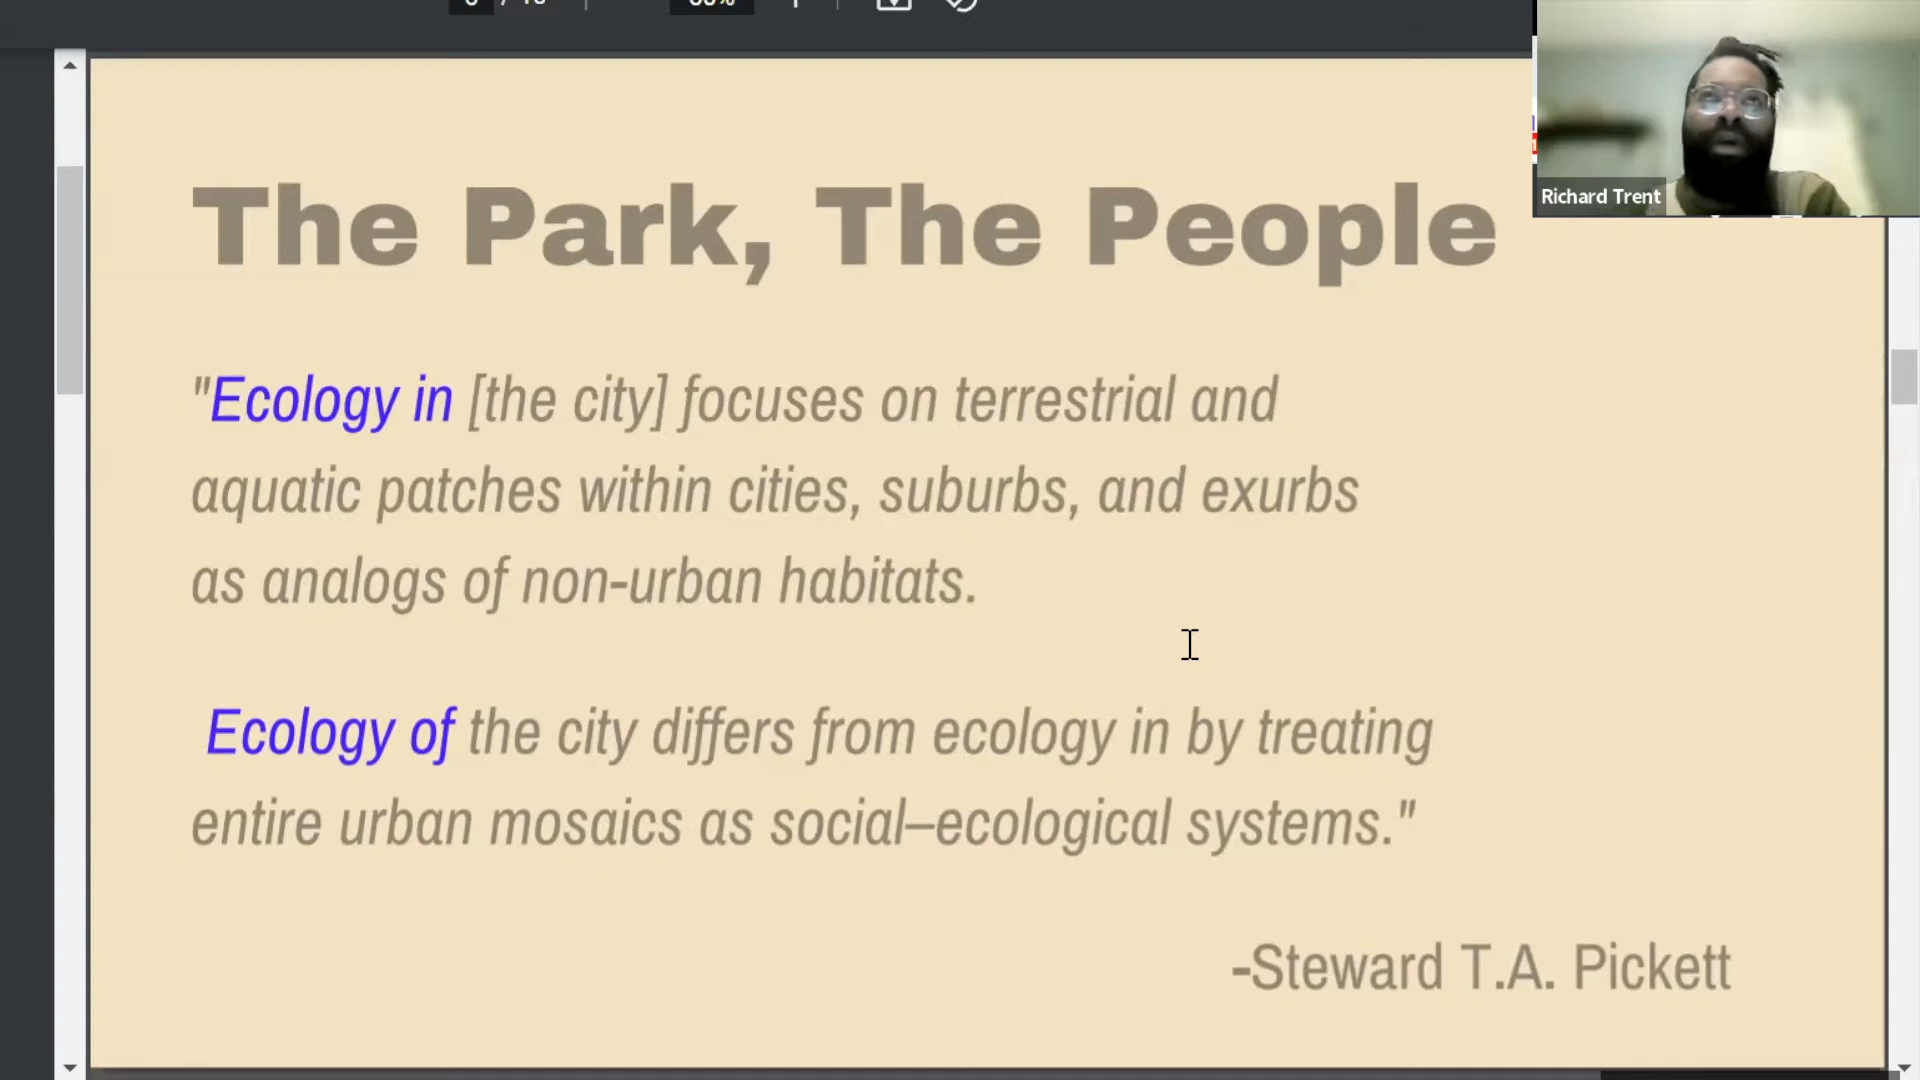 Richard Trent
The Park, The People
"Ecology in [the city] focuses on terrestrial and
aquatic patches within cities, suburbs, and exurbs
as analogs of non-urban habitats.
Ecology of the city differs from ecology in by treating
entire urban mosaics as social–ecological systems."
-Steward T.A. Pickett